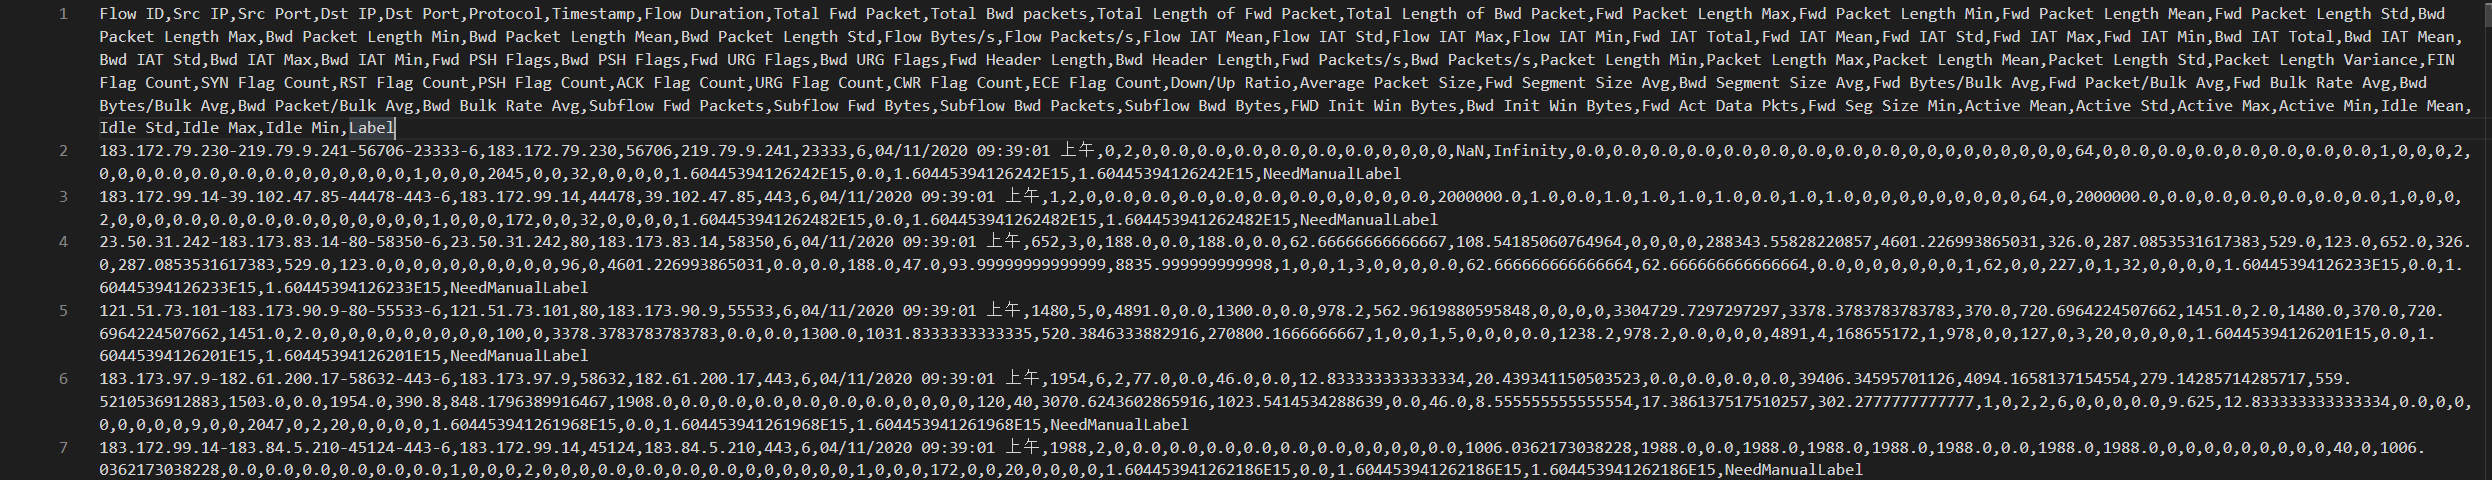 1 Flow ID,Src IP,Src Port,Dst IP,Dst Port,Protocol,Timestamp,Flow Duration,Total Fwd Packet,Total Bwd packets,Total Length of Fwd Packet,Total Length of Bwd Packet,Fwd Packet Length Max,Fwd Packet Length Min,Fwd Packet Length Mean,Fwd Packet Length Std,Bwd
Packet Length Max,Bwd Packet Length Min,Bwd Packet Length Mean,Bwd Packet Length Std,Flow Bytes/s,Flow Packets/s,Flow IAT Mean,Flow IAT Std,Flow IAT Max,Flow IAT Min,Fwd IAT Total,Fwd IAT Mean,Fwd IAT Std,Fwd IAT Max,Fwd IAT Min,Bwd IAT Total,Bwd IAT Mean,
Bwd IAT Std,Bwd IAT Max,Bwd IAT Min,Fwd PSH Flags,Bwd PSH Flags,Fwd URG Flags,Bwd URG Flags,Fwd Header Length,Bwd Header Length,Fwd Packets/s,Bwd Packets/s,Packet Length Min,Packet Length Max,Packet Length Mean,Packet Length Std,Packet Length Variance,FIN
Flag Count,SYN Flag Count,RST Flag Count,PSH Flag Count,ACK Flag Count,URG Flag Count,CWR Flag Count,ECE Flag Count,Down/Up Ratio,Average Packet Size,Fwd Segment Size Avg,Bwd Segment Size Avg,Fwd Bytes/Bulk Avg,Fwd Packet/Bulk Avg,Fwd Bulk Rate Avg,Bwd
Bytes/Bulk Avg,Bwd Packet/Bulk Avg,Bwd Bulk Rate Avg,Subflow Fwd Packets,Subflow Fwd Bytes,Subflow Bwd Packets,Subflow Bwd Bytes,FWD Init Win Bytes,Bwd Init Win Bytes,Fwd Act Data Pkts,Fwd Seg Size Min,Active Mean,Active Std,Active Max,Active Min,Idle Mean,
Idle Std,Idle Max,Idle Min,Label
2 183.172.79.230-219.79.9.241-56706-23333-6,183.172.79.230,56706,219.79.9.241,23333,6,04/11/2020 09:39:01 上午,0,2,0,0.0,0.0,0.0,0.0,0.0,0.0,0.0,0.0,0.0,0.0,NaN,Infinity,0.0,0.0,0.0,0.0,0.0,0.0,0.0,0.0,0.0,0.0,0.0,0.0,0.0,0.0,0,0,0,0,64,0,0.0,0.0,0.0,0.0,0.0,0.0,0.0,0,1,0,0,0,2,
0,0,0,0.0,0.0,0.0,0.0,0,0,0,0,0,0,0,0,0,0,1,0,0,0,2045,0,0,32,0,0,0,0,1.60445394126242E15,0.0,1.60445394126242E15,1.60445394126242E15,NeedManualLabel
3 183.172.99.14-39.102.47.85-44478-443-6,183.172.99.14,44478,39.102.47.85,443,6,04/11/2020 09:39:01 上午,1,2,0,0.0,0.0,0.0,0.0,0.0,0.0,0.0,0.0,0.0,0.0,0.0,2000000.0,1.0,0.0,1.0,1.0,1.0,1.0,0.0,1.0,1.0,0.0,0.0,0.0,0.0,0.0,0,0,0,0,64,0,2000000.0,0.0,0.0,0.0,0.0,0.0,0.0,0,1,0,0,0,
2,0,0,0,0.0,0.0,0.0,0.0,0,0,0,0,0,0,0,0,1,0,0,0,172,0,0,32,0,0,0,0,1.604453941262482E15,0.0,1.604453941262482E15,1.604453941262482E15,NeedManualLabel
4 23.50.31.242-183.173.83.14-80-58350-6,23.50.31.242,80,183.173.83.14,58350,6,04/11/2020 09:39:01 上午,652,3,0,188.0,0.0,188.0,0.0,62.66666666666667,108.54185060764964,0,0,0,0,288343.55828220857,4601.226993865031,326.0,287.0853531617383,529.0,123.0,652.0,326.
0,287.0853531617383,529.0,123.0,0,0,0,0,0,0,0,0,0,96,0,4601.226993865031,0.0,0.0,188.0,47.0,93.99999999999999,8835.999999999998,1,0,0,1,3,0,0,0,0.0,62.666666666666664,62.666666666666664,0.0,0,0,0,0,0,0,1,62,0,0,227,0,1,32,0,0,0,0,1.60445394126233E15,0.0,1.
60445394126233E15,1.60445394126233E15,NeedManualLabel
5 121.51.73.101-183.173.90.9-80-55533-6,121.51.73.101,80,183.173.90.9,55533,6,04/11/2020 09:39:01 上午,1480,5,0,4891.0,0.0,1300.0,0.0,978.2,562.9619880595848,0,0,0,0,3304729.7297297297,3378.3783783783783,370.0,720.6964224507662,1451.0,2.0,1480.0,370.0,720.
6964224507662,1451.0,2.0,0,0,0,0,0,0,0,0,0,100,0,3378.3783783783783,0.0,0.0,1300.0,1031.8333333333335,520.3846333882916,270800.1666666667,1,0,0,1,5,0,0,0,0.0,1238.2,978.2,0.0,0,0,0,4891,4,168655172,1,978,0,0,127,0,3,20,0,0,0,0,1.60445394126201E15,0.0,1.
60445394126201E15,1.60445394126201E15,NeedManualLabel
6 183.173.97.9-182.61.200.17-58632-443-6,183.173.97.9,58632,182.61.200.17,443,6,04/11/2020 09:39:01 上午,1954,6,2,77.0,0.0,46.0,0.0,12.833333333333334,20.439341150503523,0.0,0.0,0.0,0.0,39406.34595701126,4094.1658137154554,279.14285714285717,559.
5210536912883,1503.0,0.0,1954.0,390.8,848.1796389916467,1908.0,0.0,0.0,0.0,0.0,0.0,0.0,0,0,0,0,120,40,3070.6243602865916,1023.5414534288639,0.0,46.0,8.555555555555554,17.386137517510257,302.2777777777777,1,0,2,2,6,0,0,0,0.0,9.625,12.833333333333334,0.0,0,0,
0,0,0,0,0,9,0,0,2047,0,2,20,0,0,0,0,1.604453941261968E15,0.0,1.604453941261968E15,1.604453941261968E15,NeedManualLabel
7 183.172.99.14-183.84.5.210-45124-443-6,183.172.99.14,45124,183.84.5.210,443,6,04/11/2020 09:39:01 上午,1988,2,0,0.0,0.0,0.0,0.0,0.0,0.0,0.0,0.0,0.0,0.0,0.0,1006.0362173038228,1988.0,0.0,1988.0,1988.0,1988.0,1988.0,0.0,1988.0,1988.0,0.0,0,0,0,0,0,0,0,0,40,0,1006.
0362173038228,0.0,0.0,0.0,0.0,0.0,0.0,0,1,0,0,0,2,0,0,0,0.0,0.0,0.0,0.0,0,0,0,0,0,0,0,1,0,0,0,172,0,0,20,0,0,0,0,1.604453941262186E15,0.0,1.604453941262186E15,1.604453941262186E15,NeedManualLabel